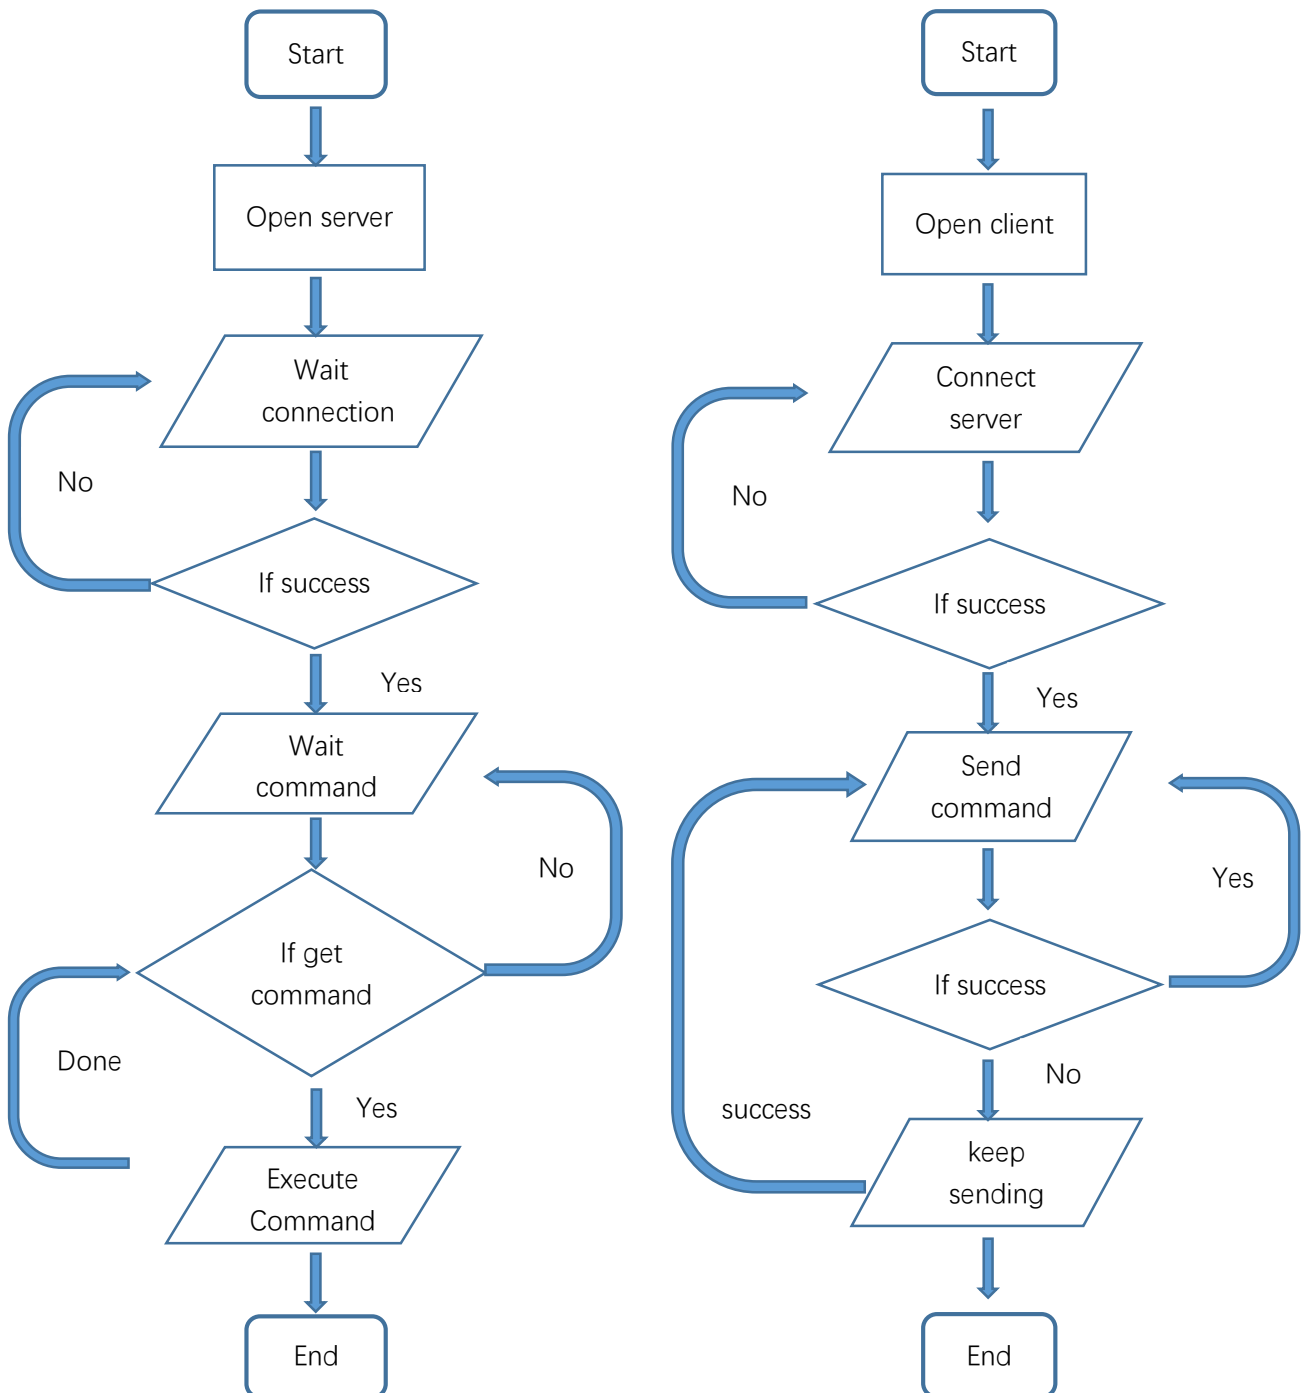 Start
Open server
Wait
connection
No
If success
Yes
Wait
command
No
If get
command
Done
Yes
Execute
Command
End
Start
Open client
Connect
server
No
If success
Yes
Send
command
Yes
If success
No
success
keep
sending
End